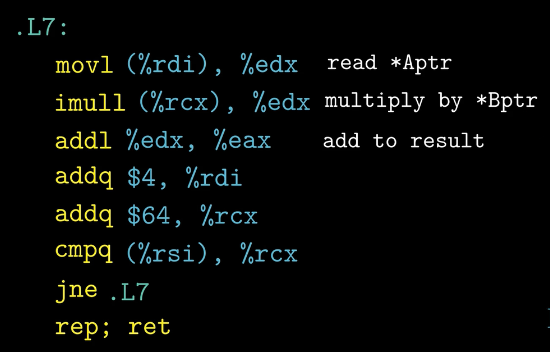 .L7:
movl (%rdi), %edx read *Aptr
imull (%rcx), %edx multiply by *Bptr
addl %edx, %eax add to result
addq $4, %rdi
addq $64, %rcx
cmpq (%rsi), %rcx
jne .L7
rep; ret